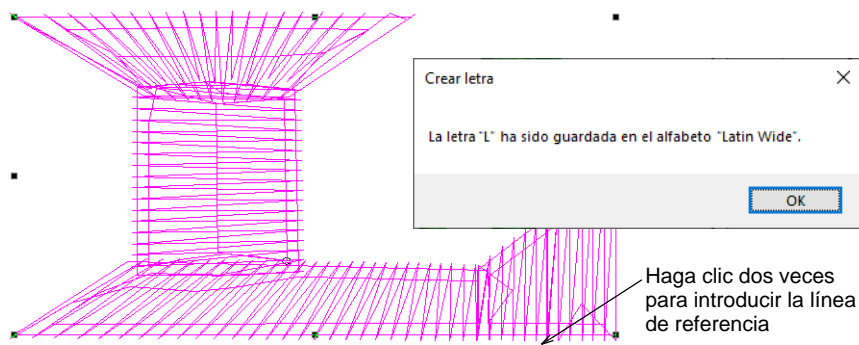 Crear letra
La letra "L" ha sido guardada en el alfabeto "Latin Wide".
OK
Haga clic dos veces
para introducir la línea
de referencia